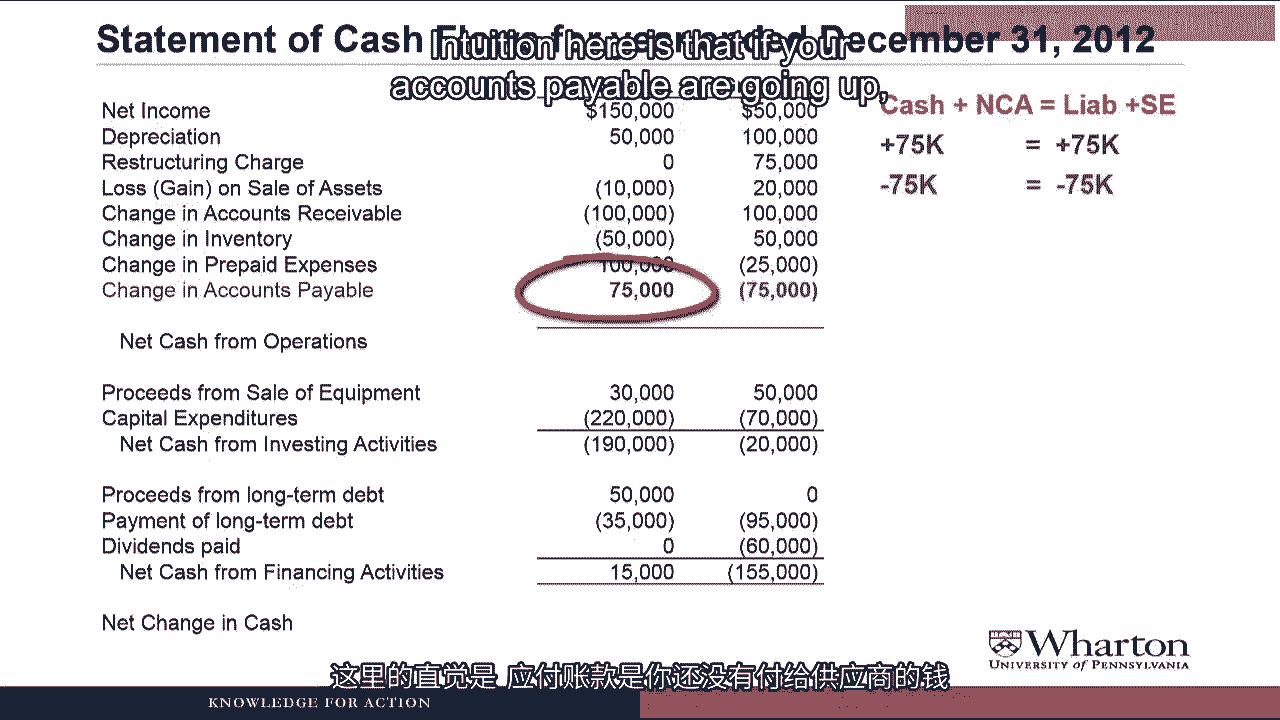 Statement of Cash Flows for year ended December 31, 2012
Intuition here is that if your
accounts payable are going up,
Cash + NCA = Liab +SE
Net Income $150,000 $50,000
Depreciation 50,000 100,000
+75K = +75K
Restructuring Charge 0 75,000
Loss (Gain) on Sale of Assets (10,000) 20,000
-75K = -75K
Change in Accounts Receivable (100,000) 100,000
Change in Inventory (50,000) 50,000
Change in Prepaid Expenses 100,000 (25,000)
Change in Accounts Payable 75,000 (75,000)
Net Cash from Operations
Proceeds from Sale of Equipment 30,000 50,000
Capital Expenditures (220,000) (70,000)
Net Cash from Investing Activities (190,000) (20,000)
Proceeds from long-term debt 50,000 0
Payment of long-term debt (35,000) (95,000)
Dividends paid 0 (60,000)
Net Cash from Financing Activities 15,000 (155,000)
Net Change in Cash
Wharton
UNIVERSITY of PENNSYLVANIA
这里的直觉是 应付账款是你还没有付给供应商的钱
KNOWLEDGE FOR ACTION